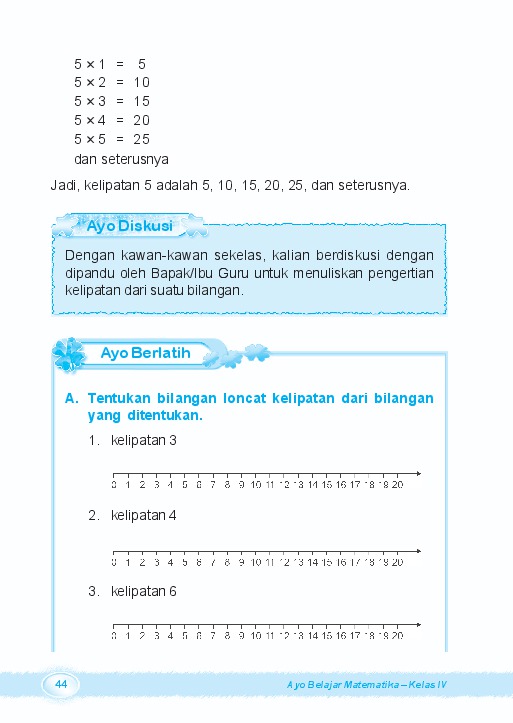 5 × 1 = 5
5 × 2 = 10
5 × 3 = 15
5 × 4 = 20
5 × 5 = 25
dan seterusnya
Jadi, kelipatan 5 adalah 5, 10, 15, 20, 25, dan seterusnya.
Ayo Diskusi
Dengan kawan-kawan sekelas, kalian berdiskusi dengan
dipandu oleh Bapak/Ibu Guru untuk menuliskan pengertian
kelipatan dari suatu bilangan.
Ayo Berlatih
A. Tentukan bilangan loncat kelipatan dari bilangan
yang ditentukan.
1. kelipatan 3
0 1 2 3 4 5 6 7 8 9 10 11 12 13 14 15 16 17 18 19 20
2. kelipatan 4
0 1 2 3 4 5 6 7 8 9 10 11 12 13 14 15 16 17 18 19 20
3. kelipatan 6
0 1 2 3 4 5 6 7 8 9 10 11 12 13 14 15 16 17 18 19 20
44 Ayo Belajar Matematika – Kelas IV